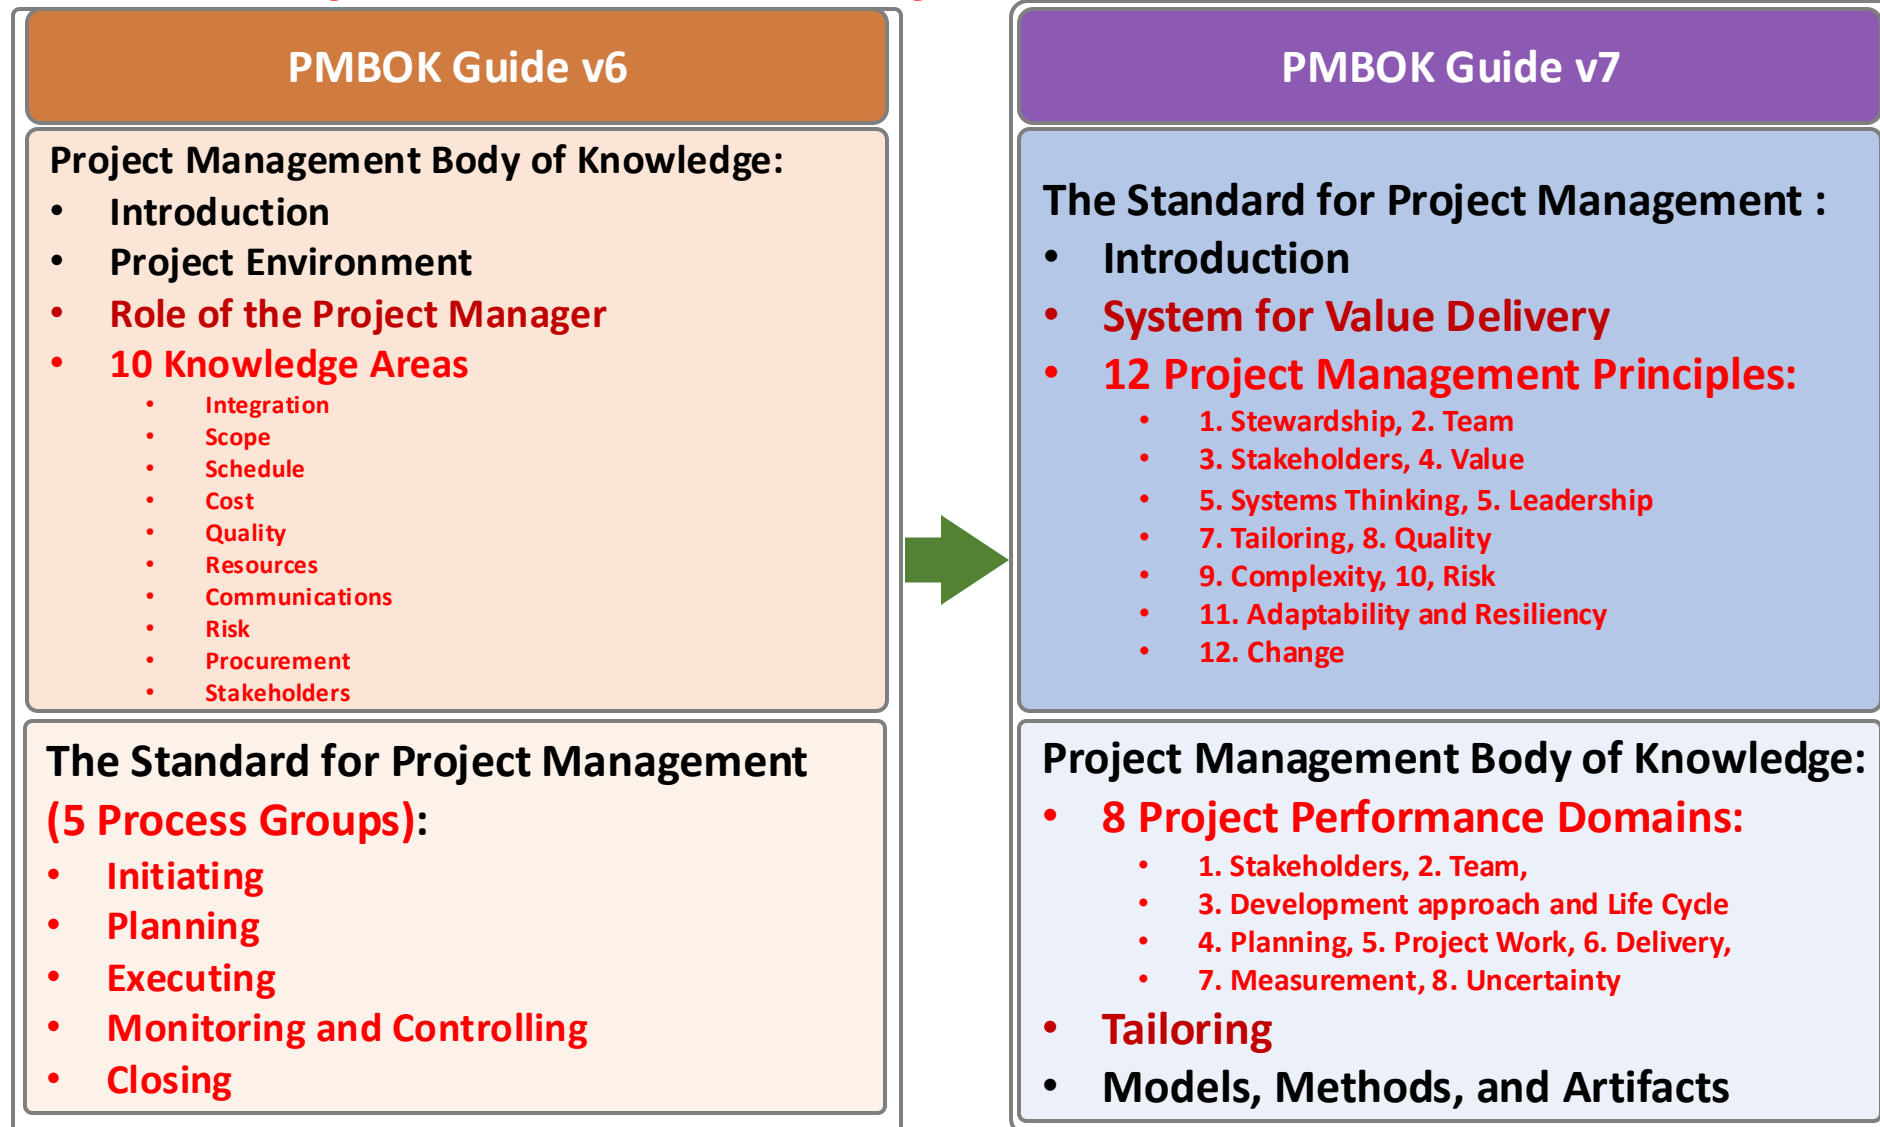 PMBOK Guide v6
Project Management Body of Knowledge:
• Introduction
• Project Environment
• Role of the Project Manager
• 10 Knowledge Areas
• Integration
• Scope
• Schedule
• Cost
• Quality
• Resources
• Communications
• Risk
• Procurement
• Stakeholders
The Standard for Project Management
(5 Process Groups):
• Initiating
• Planning
• Executing
• Monitoring and Controlling
• Closing
PMBOK Guide v7
The Standard for Project Management :
• Introduction
• System for Value Delivery
• 12 Project Management Principles:
• 1. Stewardship, 2. Team
• 3. Stakeholders, 4. Value
• 5. Systems Thinking, 5. Leadership
• 7. Tailoring, 8. Quality
• 9. Complexity, 10, Risk
• 11. Adaptability and Resiliency
• 12. Change
Project Management Body of Knowledge:
• 8 Project Performance Domains:
• 1. Stakeholders, 2. Team,
• 3. Development approach and Life Cycle
• 4. Planning, 5. Project Work, 6. Delivery,
• 7. Measurement, 8. Uncertainty
• Tailoring
• Models, Methods, and Artifacts